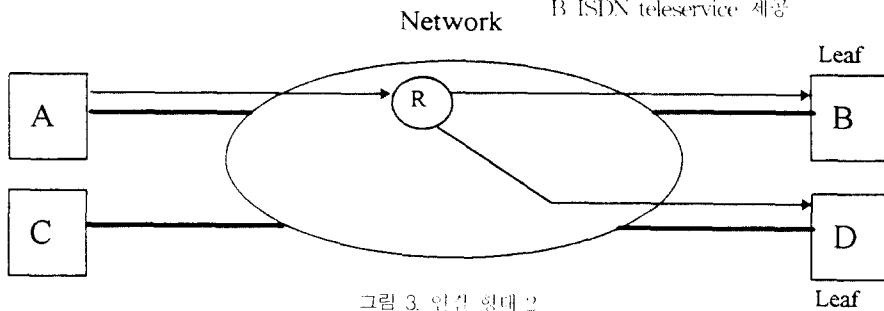 B ISDN teleservice 제공
Network
Leaf
A
R
B
C
D
그림 3. 연결 형태 2
Leaf